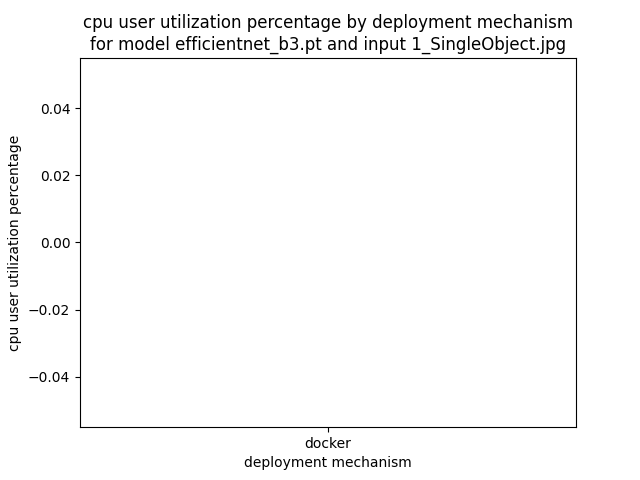 cpu user utilization percentage by deployment mechanism
for model efficientnet_b3.pt and input 1_SingleObject.jpg
cpu user utilization percentage
0.04
0.02
0.00
−0.02
−0.04
docker
deployment mechanism